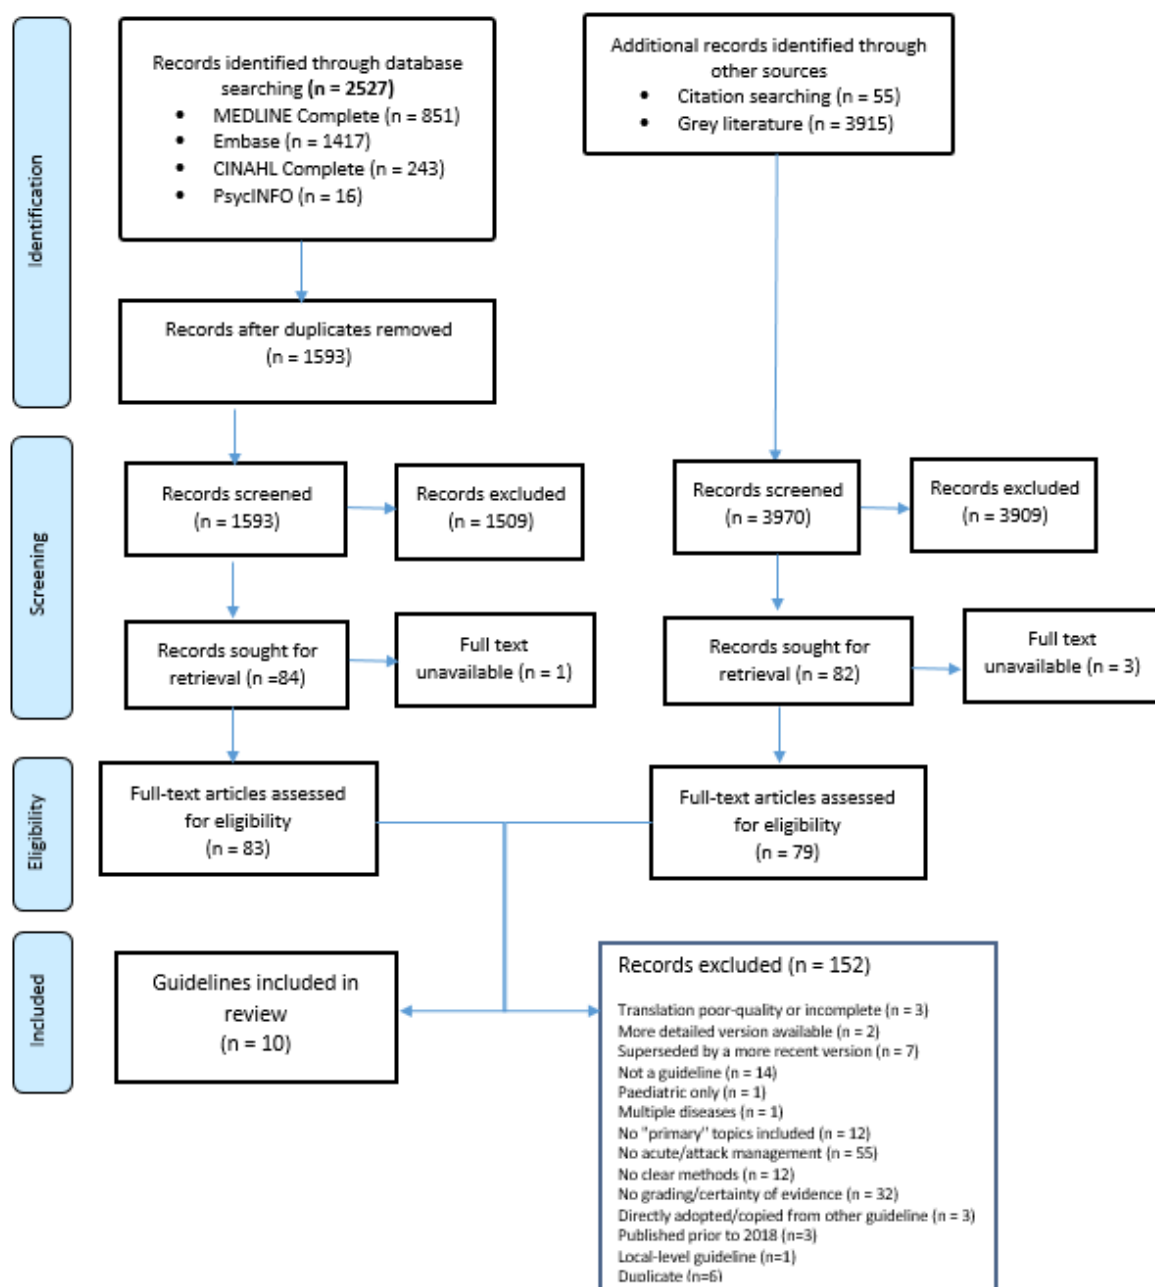 Identification
Records identified through database
searching (n = 2527)
• MEDLINE Complete (n = 851)
• Embase (n = 1417)
• CINAHL Complete (n = 243)
• PsycINFO (n = 16)
Additional records identified through
other sources
• Citation searching (n = 55)
• Grey literature (n = 3915)
Records after duplicates removed
(n = 1593)
Screening
Records screened
(n = 1593)
Records excluded
(n = 1509)
Records screened
(n = 3970)
Records excluded
(n = 3909)
Records sought for
retrieval (n =84)
Full text
unavailable (n = 1)
Records sought for
retrieval (n = 82)
Full text
unavailable (n = 3)
Eligibility
Full-text articles assessed
for eligibility
(n = 83)
Full-text articles assessed
for eligibility
(n = 79)
Included
Guidelines included in
review
(n = 10)
Records excluded (n = 152)
Translation poor-quality or incomplete (n = 3)
More detailed version available (n = 2)
Superseded by a more recent version (n = 7)
Not a guideline (n = 14)
Paediatric only (n = 1)
Multiple diseases (n = 1)
No "primary" topics included (n = 12)
No acute/attack management (n = 55)
No clear methods (n = 12)
No grading/certainty of evidence (n = 32)
Directly adopted/copied from other guideline (n = 3)
Published prior to 2018 (n=3)
Local-level guideline (n=1)
Duplicate (n=6)